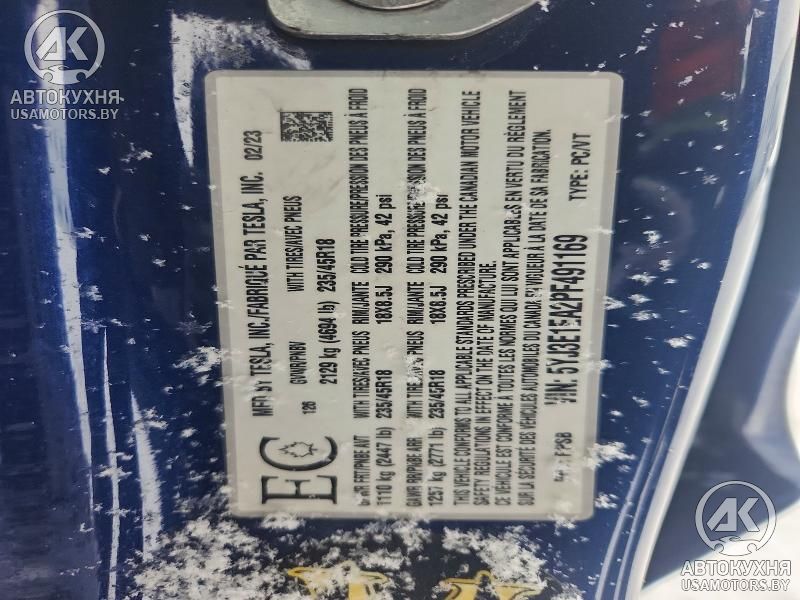 MFD BY TESLA, INC./FABRIQUÉ PAR TESLA, INC. 02/23
EC
GVWR/PNBV WITH TIRES/AVEC PNEUS
126
2129 kg (4694 lb) 235/45R18
GAWR FRT/PNBE AVT WITH TIRES/AVEC PNEUS RIMS/JANTE COLD TIRE PRESSURE/PRESSION DES PNEUS À FROID
1110 kg (2447 lb) 235/45R18 18X8.5J 290 kPa, 42 psi
GAWR RR/PNBE ARR WITH TIRES/AVEC PNEUS RIMS/JANTE COLD TIRE PRESSURE/PRESSION DES PNEUS À FROID
1257 kg (2771 lb) 235/45R18 18X8.5J 290 kPa, 42 psi
THIS VEHICLE CONFORMS TO ALL APPLICABLE STANDARDS PRESCRIBED UNDER THE CANADIAN MOTOR VEHICLE
SAFETY REGULATIONS IN EFFECT ON THE DATE OF MANUFACTURE.
CE VÉHICULE EST CONFORME À TOUTES LES NORMES QUI LUI SONT APPLICABLES EN VERTU DU RÈGLEMENT
SUR LA SÉCURITÉ DES VÉHICULES AUTOMOBILES DU CANADA EN VIGUEUR À LA DATE DE SA FABRICATION.
VIN: 5YJ3E1EA2PF491169
PPSB TYPE: PC/VT
АВТОКУХНЯ
USAMOTORS.BY
АВТОКУХНЯ
USAMOTORS.BY